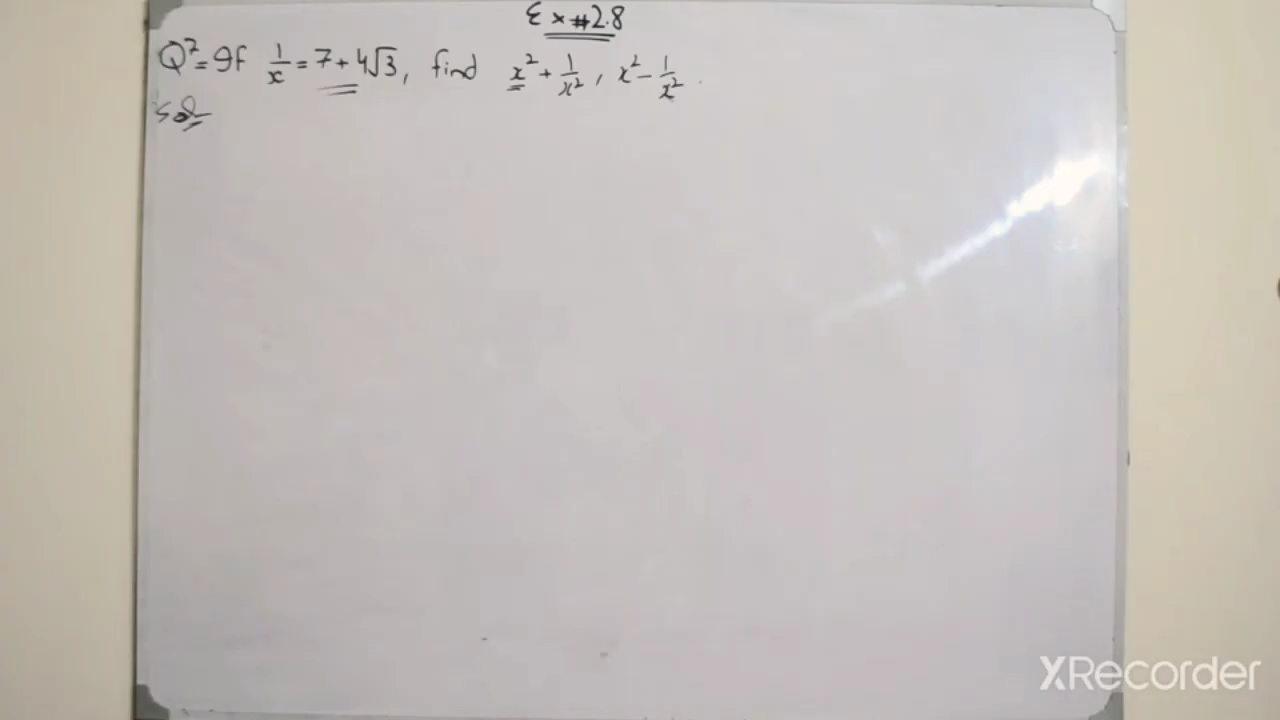 Ex #2.8
Q7= If 1/x = 7+4√3, find x²+1/x², x²-1/x².
Sol
XRecorder